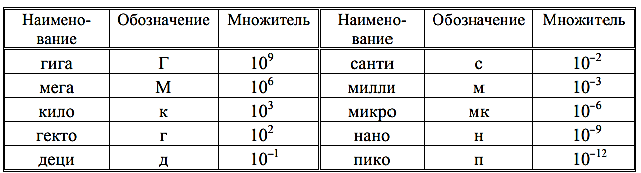 Наимено-вание Обозначение Множитель Наимено-вание Обозначение Множитель
гига Г 10⁹ санти с 10⁻²
мега М 10⁶ милли м 10⁻³
кило к 10³ микро мк 10⁻⁶
гекто г 10² нано н 10⁻⁹
деци д 10⁻¹ пико п 10⁻¹²